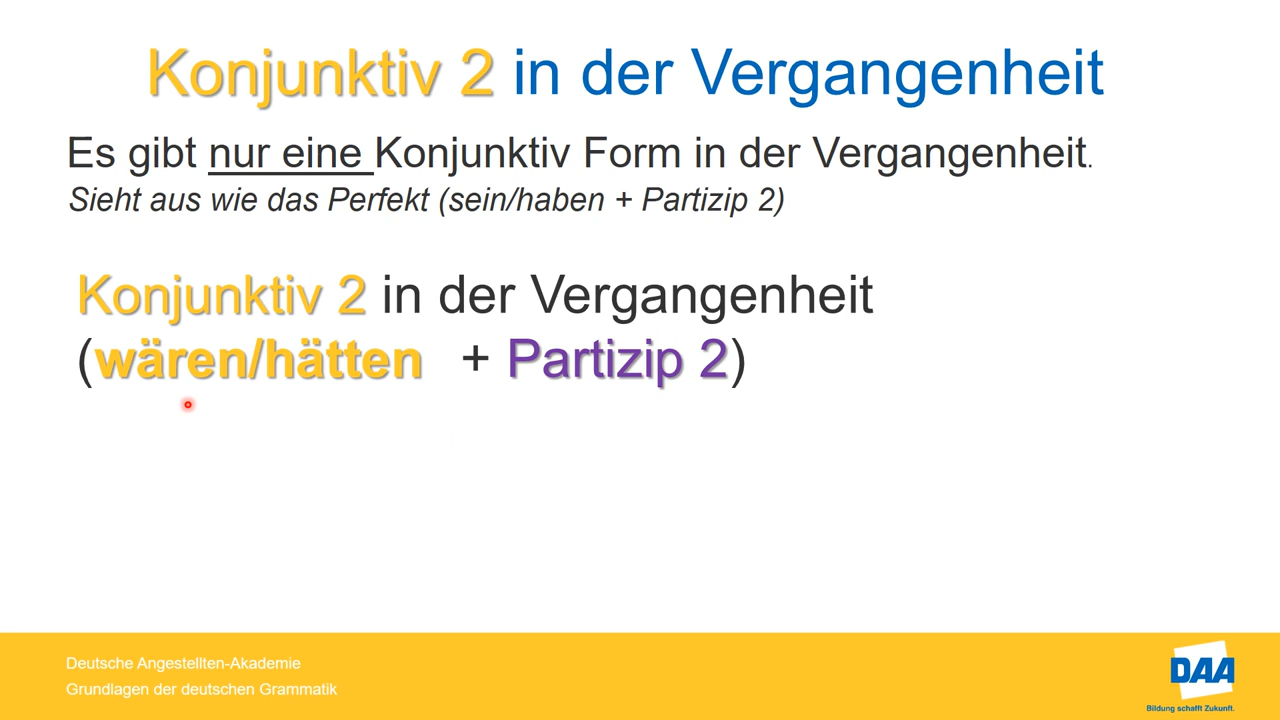 Konjunktiv 2 in der Vergangenheit
Es gibt nur eine Konjunktiv Form in der Vergangenheit.
Sieht aus wie das Perfekt (sein/haben + Partizip 2)
Konjunktiv 2 in der Vergangenheit
(wären/hätten + Partizip 2)
Deutsche Angestellten-Akademie
Grundlagen der deutschen Grammatik
DAA
Bildung schafft Zukunft.